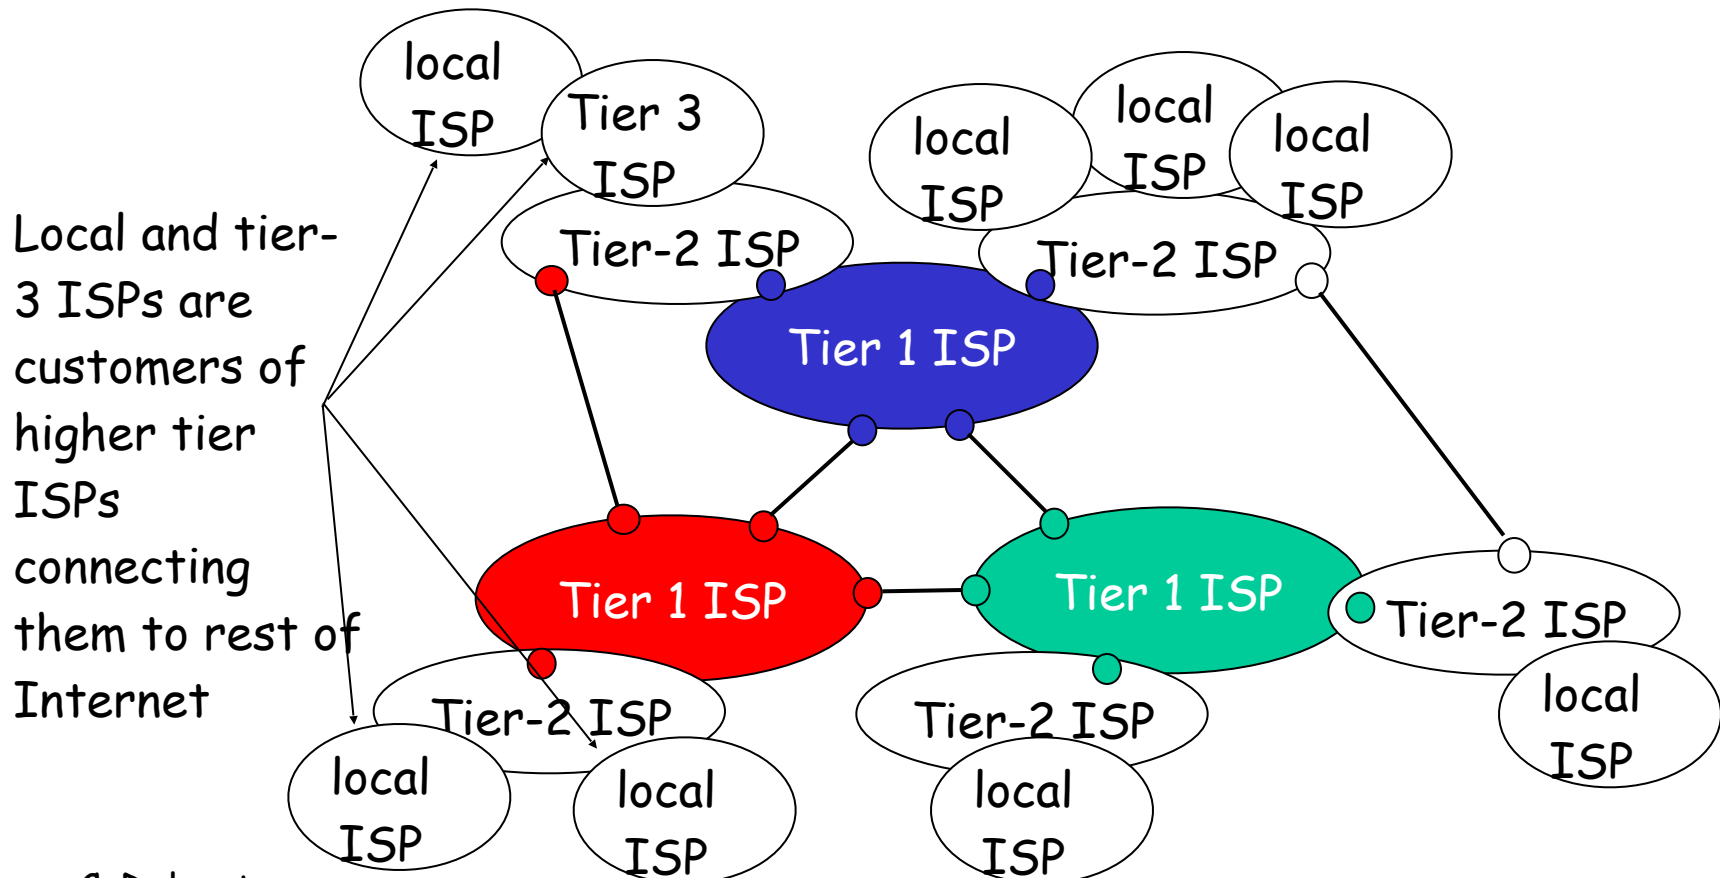 local
ISP
Tier 3
ISP
local
ISP
local
ISP
local
ISP
Local and tier-
3 ISPs are
customers of
higher tier
ISPs
connecting
them to rest of
Internet
Tier-2 ISP
Tier-2 ISP
Tier 1 ISP
Tier 1 ISP
Tier 1 ISP
Tier-2 ISP
Tier-2 ISP
Tier-2 ISP
local
ISP
local
ISP
local
ISP
local
ISP